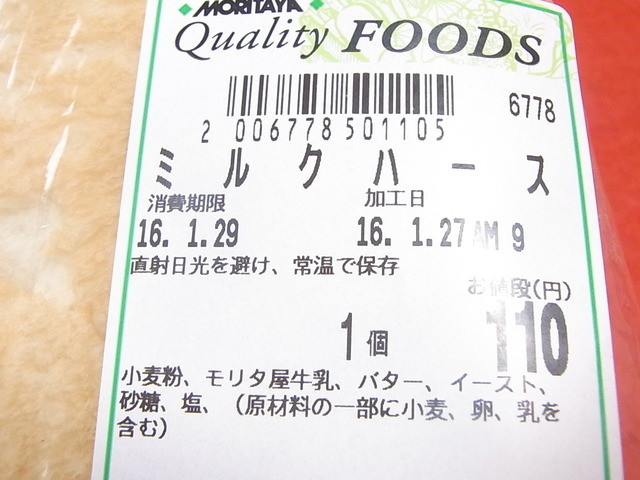 MORITAYA
Quality FOODS
6778
2 006778 501105
ミルクハース
消費期限 加工日
16. 1.29 16. 1.27 AM 9
直射日光を避け、常温で保存
お値段(円)
1個 110
小麦粉、モリタ屋牛乳、バター、イースト、
砂糖、塩、(原材料の一部に小麦、卵、乳を
含む)